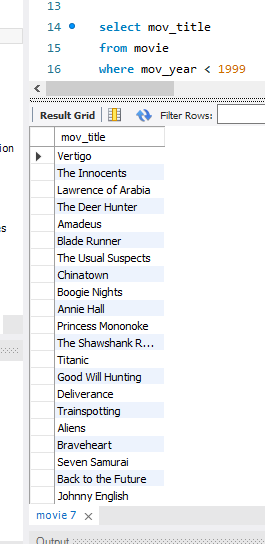 13
14 select mov_title
15 from movie
16 where mov_year < 1999
Result Grid Filter Rows:
mov_title
Vertigo
The Innocents
Lawrence of Arabia
The Deer Hunter
Amadeus
Blade Runner
The Usual Suspects
Chinatown
Boogie Nights
Annie Hall
Princess Mononoke
The Shawshank R...
Titanic
Good Will Hunting
Deliverance
Trainspotting
Aliens
Braveheart
Seven Samurai
Back to the Future
Johnny English
movie 7
Output